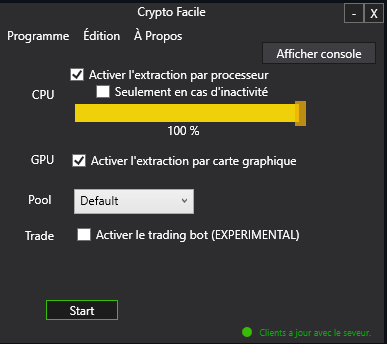 Crypto Facile
- X
Programme Édition À Propos
Afficher console
Activer l'extraction par processeur
CPU
Seulement en cas d'inactivité
100 %
GPU
Activer l'extraction par carte graphique
Pool
Default
Trade
Activer le trading bot (EXPERIMENTAL)
Start
Clients a jour avec le seveur.